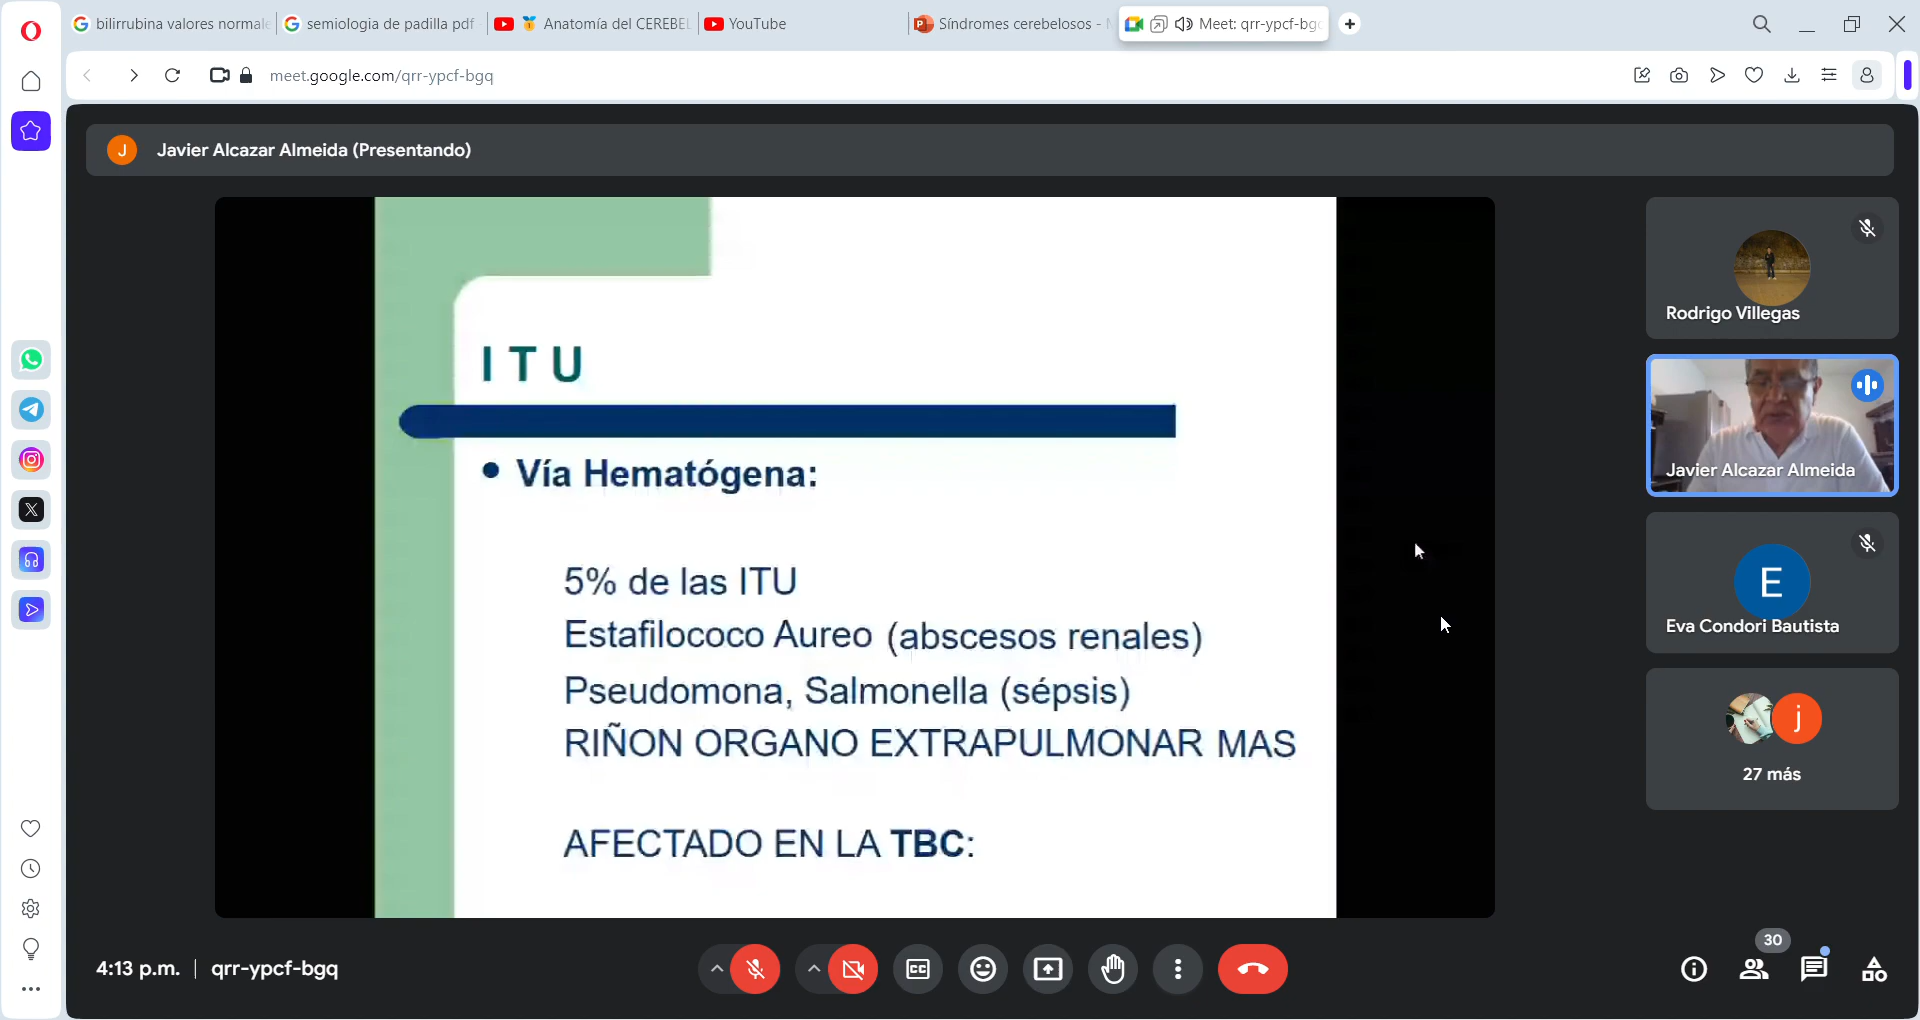 bilirrubina valores normale
semiologia de padilla pdf
Anatomía del CEREBEL
YouTube
Síndromes cerebelosos -
Meet: qrr-ypcf-bgq
meet.google.com/qrr-ypcf-bgq
J
Javier Alcazar Almeida (Presentando)
I T U
• Vía Hematógena:
5% de las ITU
Estafilococo Aureo (abscesos renales)
Pseudomona, Salmonella (sépsis)
RIÑON ORGANO EXTRAPULMONAR MAS
AFECTADO EN LA TBC:
Rodrigo Villegas
Javier Alcazar Almeida
E
Eva Condori Bautista
j
27 más
4:13 p.m. | qrr-ypcf-bgq
CC
30